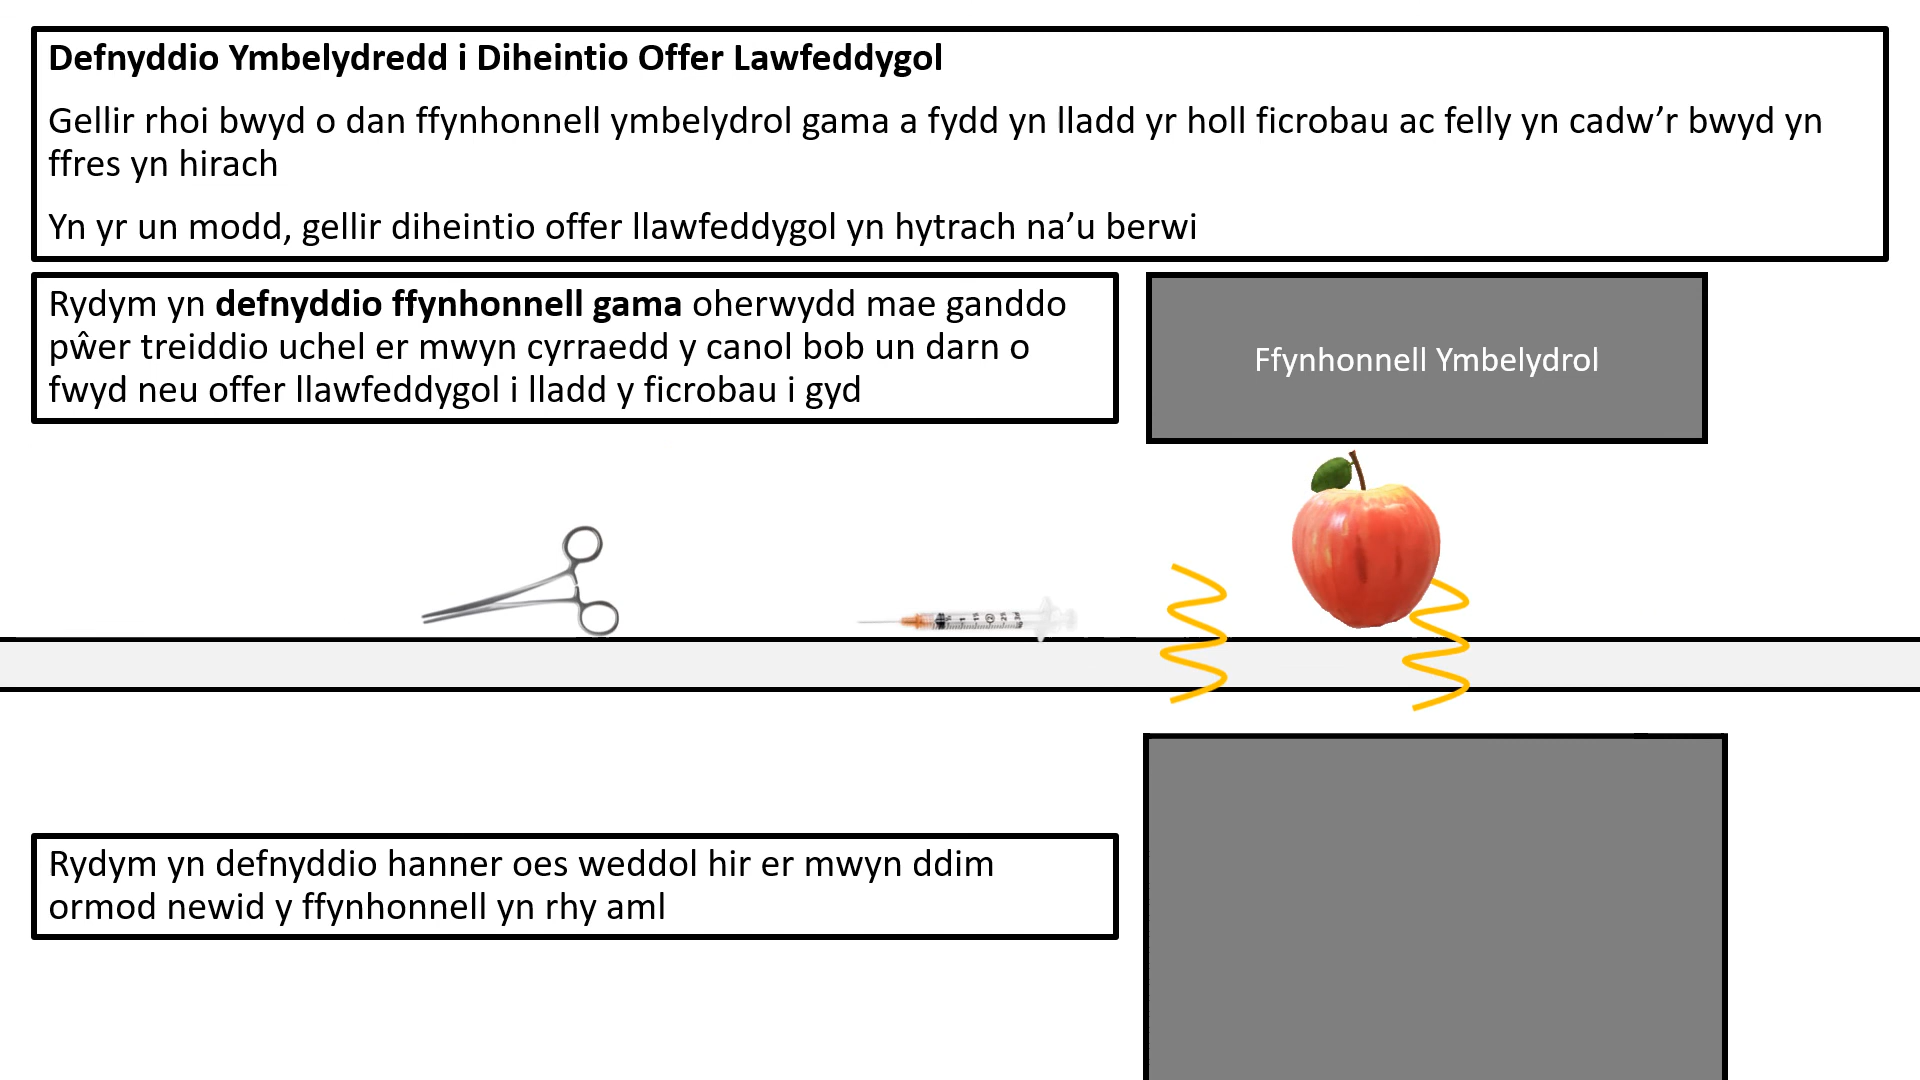 Defnyddio Ymbelydredd i Diheintio Offer Lawfeddygol
Gellir rhoi bwyd o dan ffynhonnell ymbelydrol gama a fydd yn lladd yr holl ficrobau ac felly yn cadw’r bwyd yn
ffres yn hirach
Yn yr un modd, gellir diheintio offer llawfeddygol yn hytrach na’u berwi
Rydym yn defnyddio ffynhonnell gama oherwydd mae ganddo
pŵer treiddio uchel er mwyn cyrraedd y canol bob un darn o
fwyd neu offer llawfeddygol i lladd y ficrobau i gyd
Ffynhonnell Ymbelydrol
Rydym yn defnyddio hanner oes weddol hir er mwyn ddim
ormod newid y ffynhonnell yn rhy aml